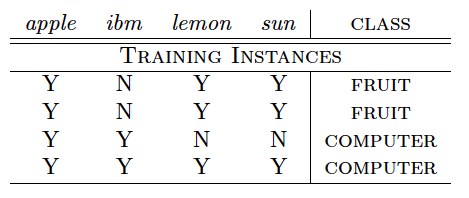 apple ibm lemon sun CLASS
TRAINING INSTANCES
Y N Y Y FRUIT
Y N Y Y FRUIT
Y Y N N COMPUTER
Y Y Y Y COMPUTER